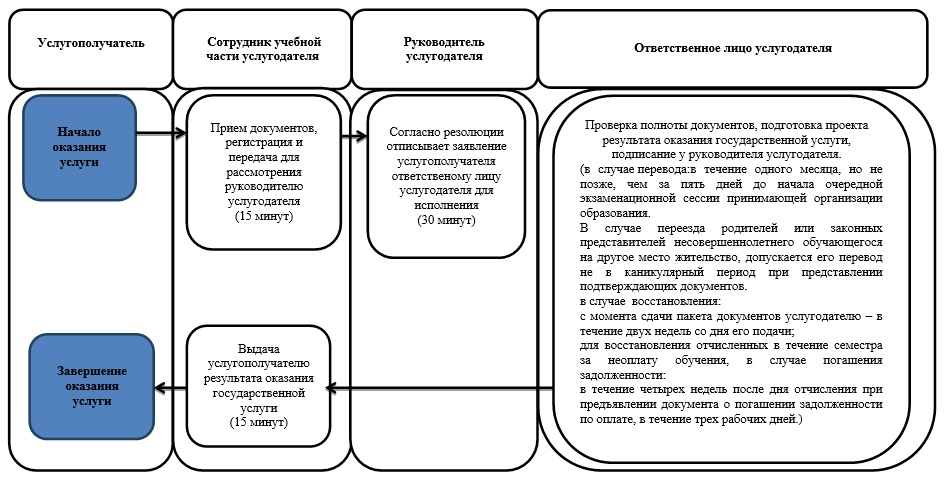 Услугополучатель
Сотрудник учебной
части услугодателя
Руководитель
услугодателя
Ответственное лицо услугодателя
Начало
оказания
услуги
Прием документов,
регистрация и
передача для
рассмотрения
руководителю
услугодателя
(15 минут)
Согласно резолюции
отписывает заявление
услугополучателя
ответственому лицу
услугодателя для
исполнения
(30 минут)
Проверка полноты документов, подготовка проекта
результата оказания государственной услуги,
подписание у руководителя услугодателя.
(в случае перевода:в течение одного месяца, но не
позже, чем за пять дней до начала очередной
экзаменационной сессии принимающей организации
образования.
В случае переезда родителей или законных
представителей несовершеннолетнего обучающегося
на другое место жительство, допускается его перевод
не в каникулярный период при представлении
подтверждающих документов.
в случае восстановления:
с момента сдачи пакета документов услугодателю – в
течение двух недель со дня его подачи;
для восстановления отчисленных в течение семестра
за неоплату обучения, в случае погашения
задолженности:
в течение четырех недель после дня отчисления при
предъявлении документа о погашении задолженности
по оплате, в течение трех рабочих дней.)
Завершение
оказания
услуги
Выдача
услугополучателю
результата оказания
государственной
услуги
(15 минут)